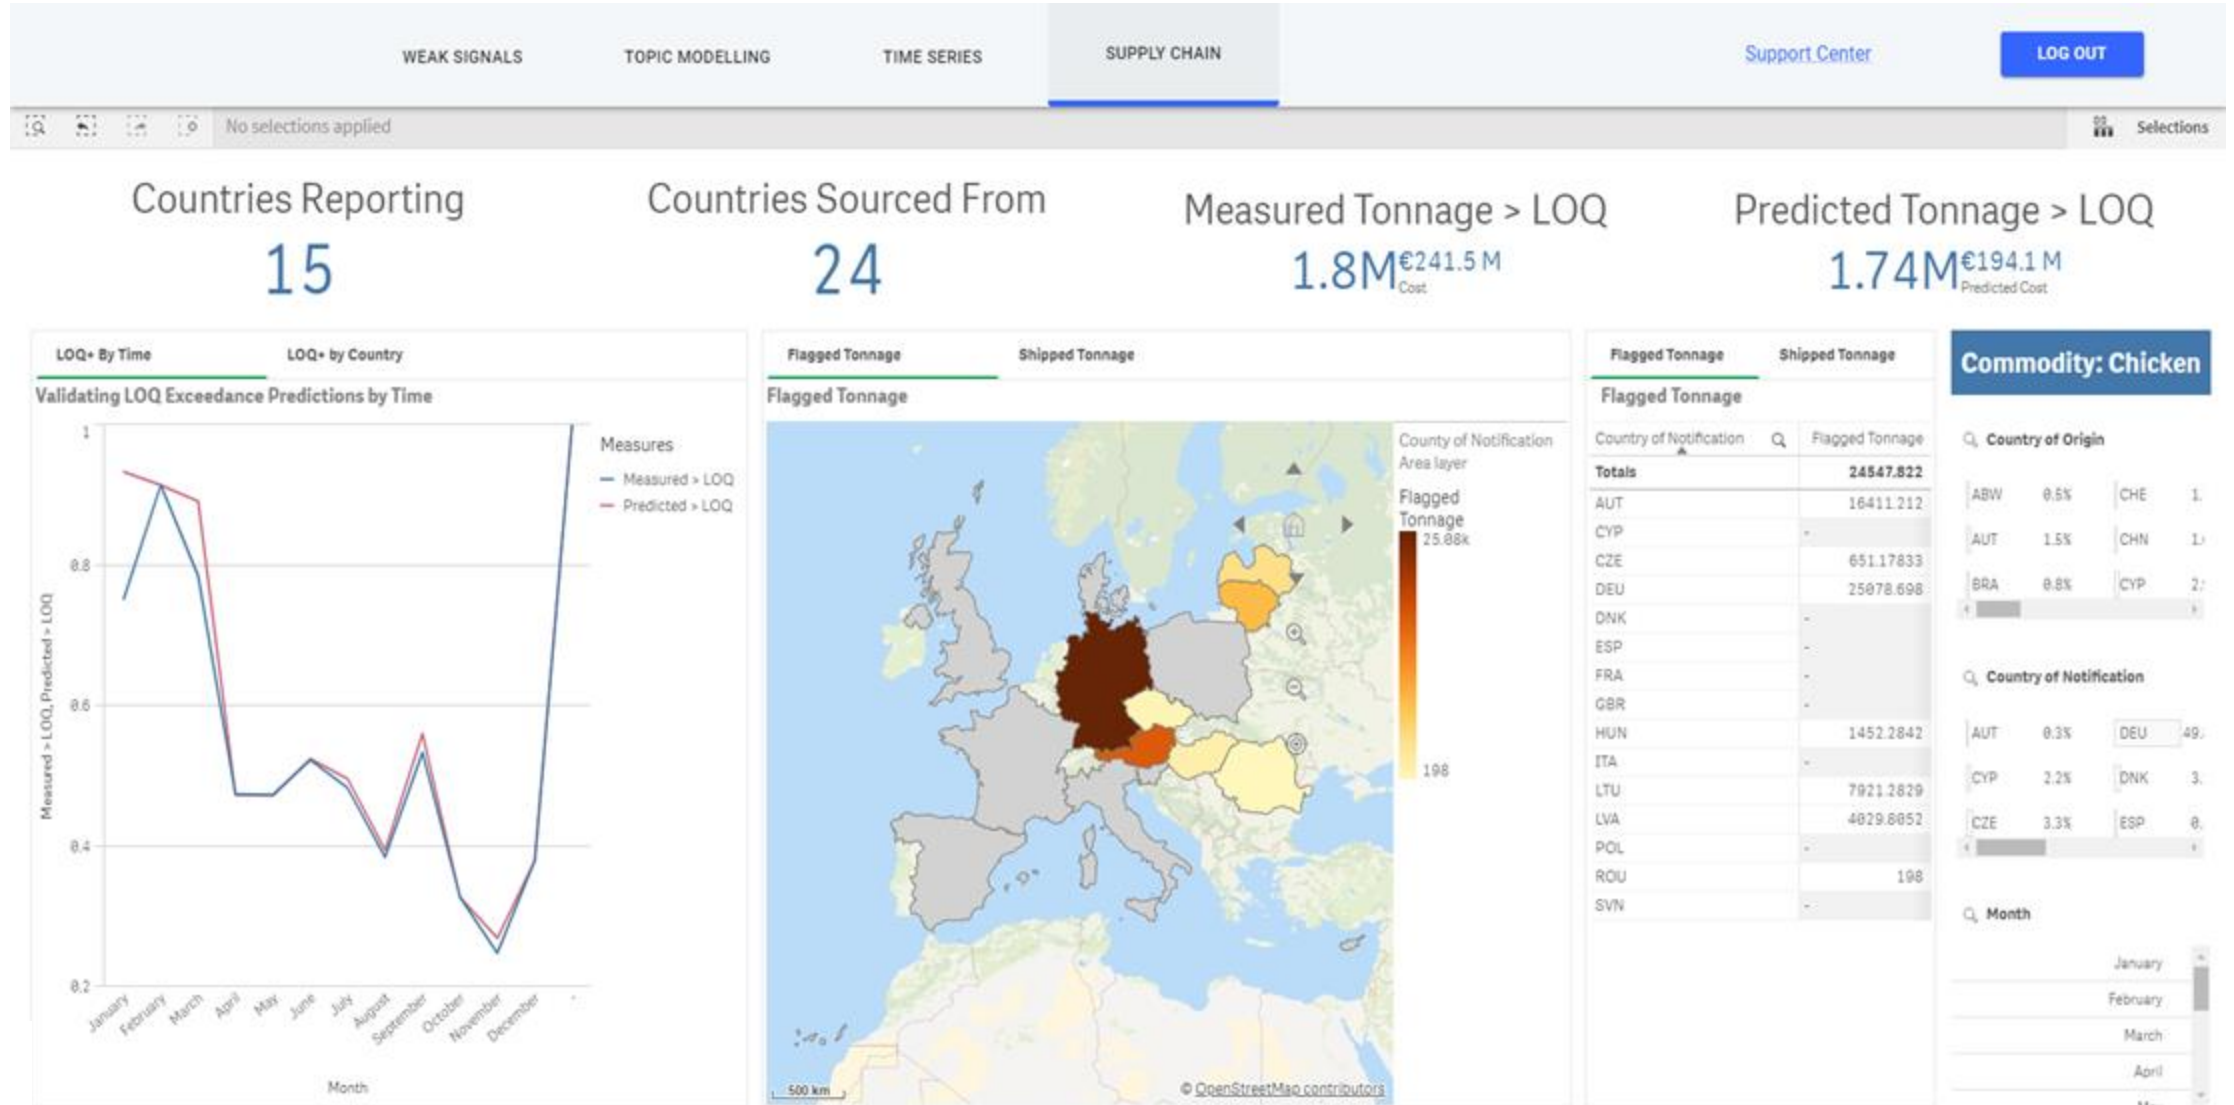 WEAK SIGNALS TOPIC MODELLING TIME SERIES SUPPLY CHAIN Support Center LOG OUT
No selections applied Selections
Countries Reporting
15
Countries Sourced From
24
Measured Tonnage > LOQ
1.8M €241.5 M
Cost
Predicted Tonnage > LOQ
1.74M €194.1 M
Predicted Cost
LOQ+ By Time LOQ+ by Country
Validating LOQ Exceedance Predictions by Time
Measured > LOQ, Predicted > LOQ
1
0.8
0.6
0.4
0.2
January February March April May June July August September October November December -
Month
Measures
Measured > LOQ
Predicted > LOQ
Flagged Tonnage Shipped Tonnage
Flagged Tonnage
County of Notification
Area layer
Flagged
Tonnage
25.08k
198
500 km
© OpenStreetMap contributors
Flagged Tonnage Shipped Tonnage
Flagged Tonnage
Country of Notification Flagged Tonnage
Totals 24547.822
AUT 16411.212
CYP -
CZE 651.17833
DEU 25078.698
DNK -
ESP -
FRA -
GBR -
HUN 1452.2842
ITA -
LTU 7921.2829
LVA 4029.8052
POL -
ROU 198
SVN -
Commodity: Chicken
Country of Origin
ABW 0.5% CHE 1.
AUT 1.5% CHN 1.
BRA 0.8% CYP 2.
Country of Notification
AUT 0.3% DEU 49.
CYP 2.2% DNK 3.
CZE 3.3% ESP 0.
Month
January
February
March
April